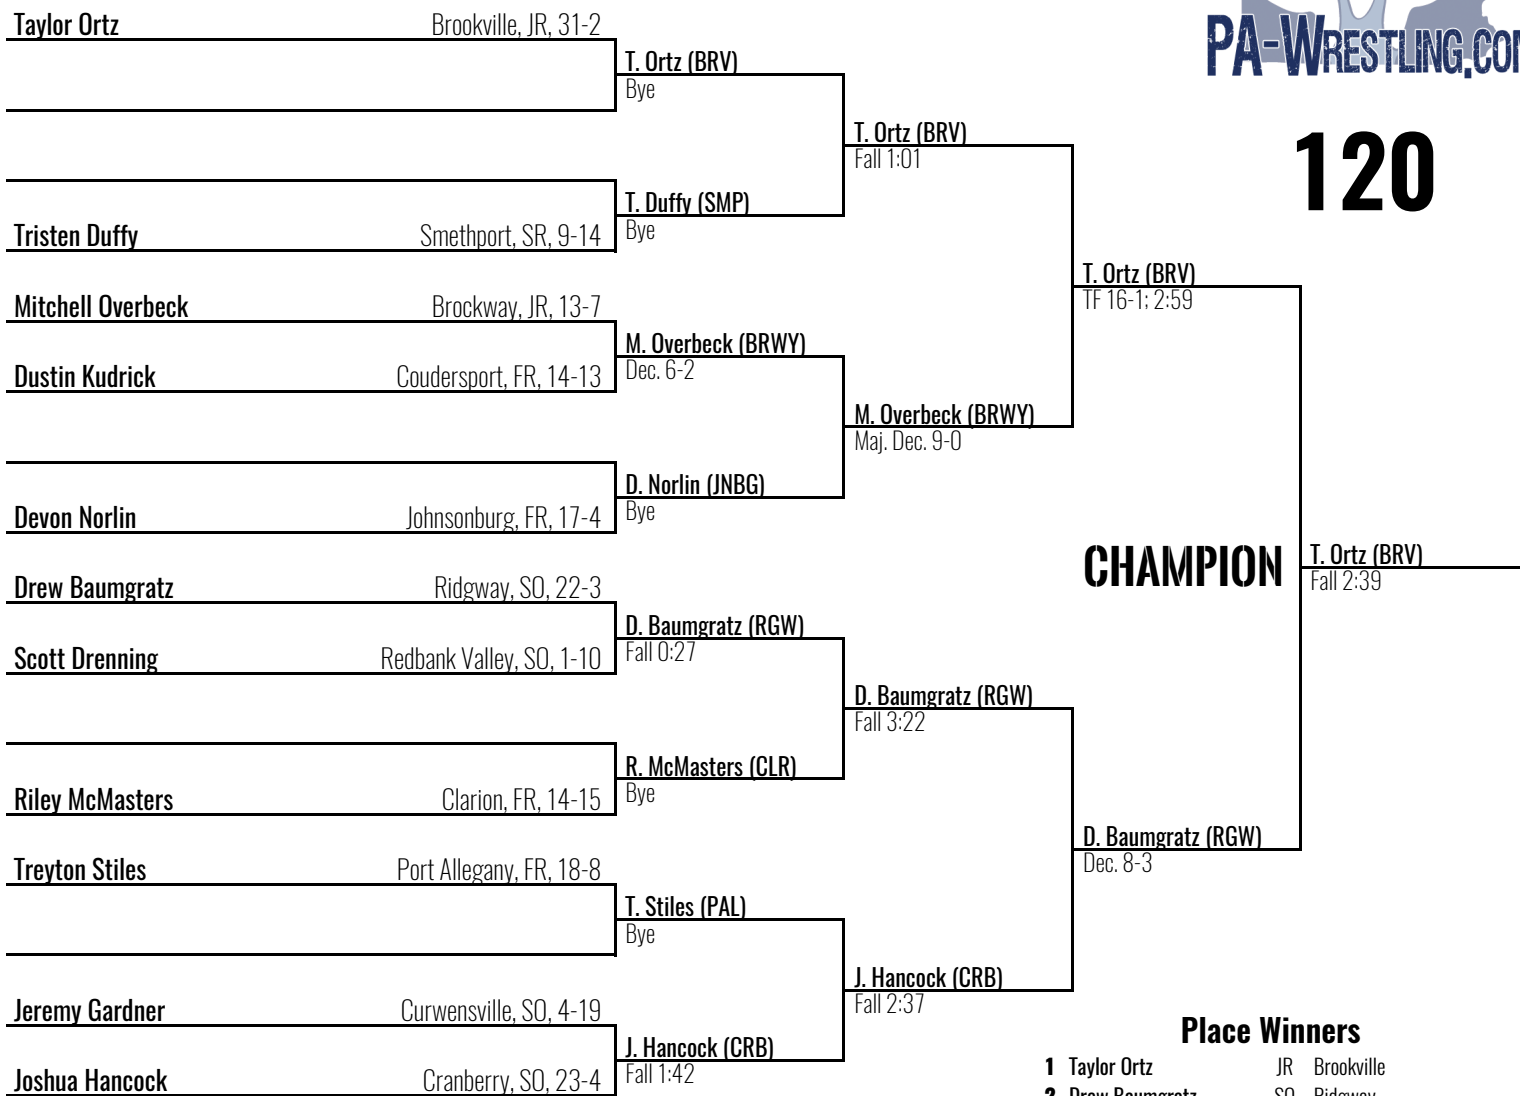 PA-WRESTLING.COM
120
Taylor Ortz Brookville, JR, 31-2
T. Ortz (BRV)
Bye
T. Ortz (BRV)
Fall 1:01
T. Duffy (SMP)
Bye
Tristen Duffy Smethport, SR, 9-14
T. Ortz (BRV)
TF 16-1; 2:59
Mitchell Overbeck Brockway, JR, 13-7
M. Overbeck (BRWY)
Dec. 6-2
Dustin Kudrick Coudersport, FR, 14-13
M. Overbeck (BRWY)
Maj. Dec. 9-0
D. Norlin (JNBG)
Bye
Devon Norlin Johnsonburg, FR, 17-4
CHAMPION
T. Ortz (BRV)
Fall 2:39
Drew Baumgratz Ridgway, SO, 22-3
D. Baumgratz (RGW)
Fall 0:27
Scott Drenning Redbank Valley, SO, 1-10
D. Baumgratz (RGW)
Fall 3:22
R. McMasters (CLR)
Bye
Riley McMasters Clarion, FR, 14-15
D. Baumgratz (RGW)
Dec. 8-3
Treyton Stiles Port Allegany, FR, 18-8
T. Stiles (PAL)
Bye
J. Hancock (CRB)
Fall 2:37
Jeremy Gardner Curwensville, SO, 4-19
J. Hancock (CRB)
Fall 1:42
Joshua Hancock Cranberry, SO, 23-4
Place Winners
1 Taylor Ortz JR Brookville
2 Drew Baumgratz SO Ridgway